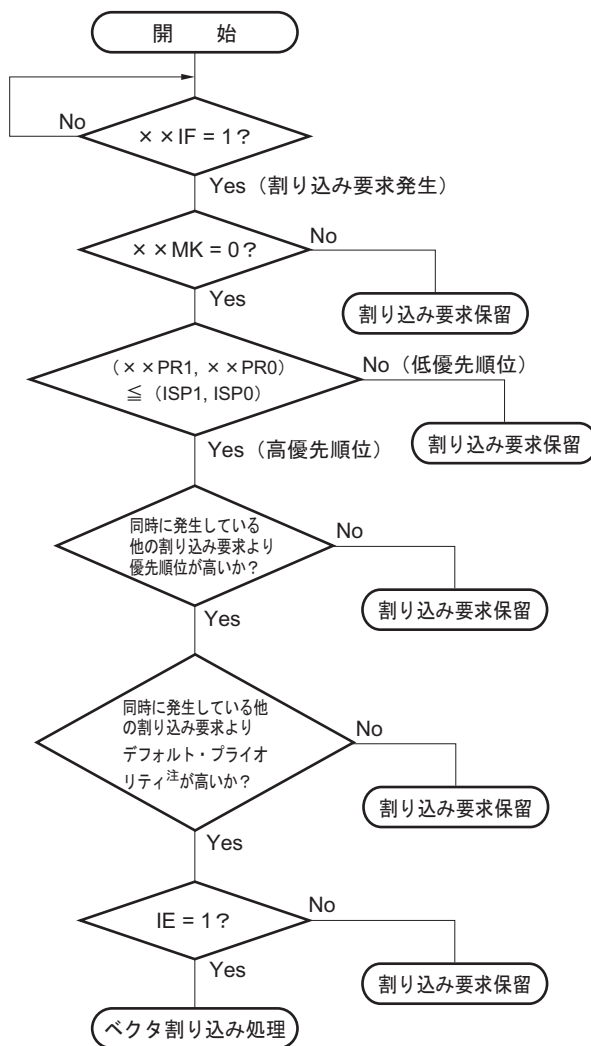 開 始
No
××IF = 1？
Yes（割り込み要求発生）
××MK = 0？
No
割り込み要求保留
Yes
（××PR1, ××PR0）
≦（ISP1, ISP0）
No（低優先順位）
割り込み要求保留
Yes（高優先順位）
同時に発生している
他の割り込み要求より
優先順位が高いか？
No
割り込み要求保留
Yes
同時に発生している他
の割り込み要求より
デフォルト・プライオ
リティ注が高いか？
No
割り込み要求保留
Yes
IE = 1？
No
割り込み要求保留
Yes
ベクタ割り込み処理